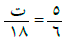 ت/١٨ = ٥/٦